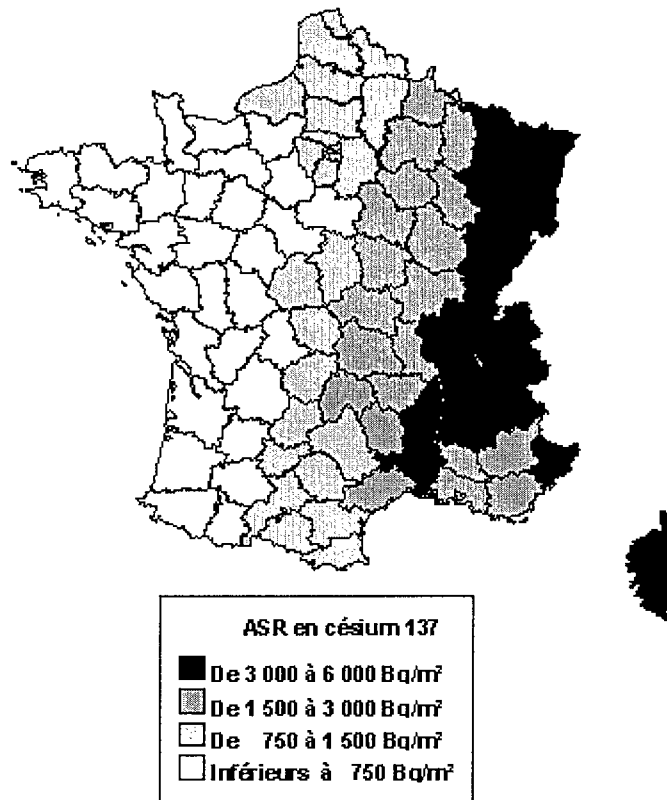 ASR en césium 137
De 3 000 à 6 000 Bq/m²
De 1 500 à 3 000 Bq/m²
De 750 à 1 500 Bq/m²
Inférieurs à 750 Bq/m²